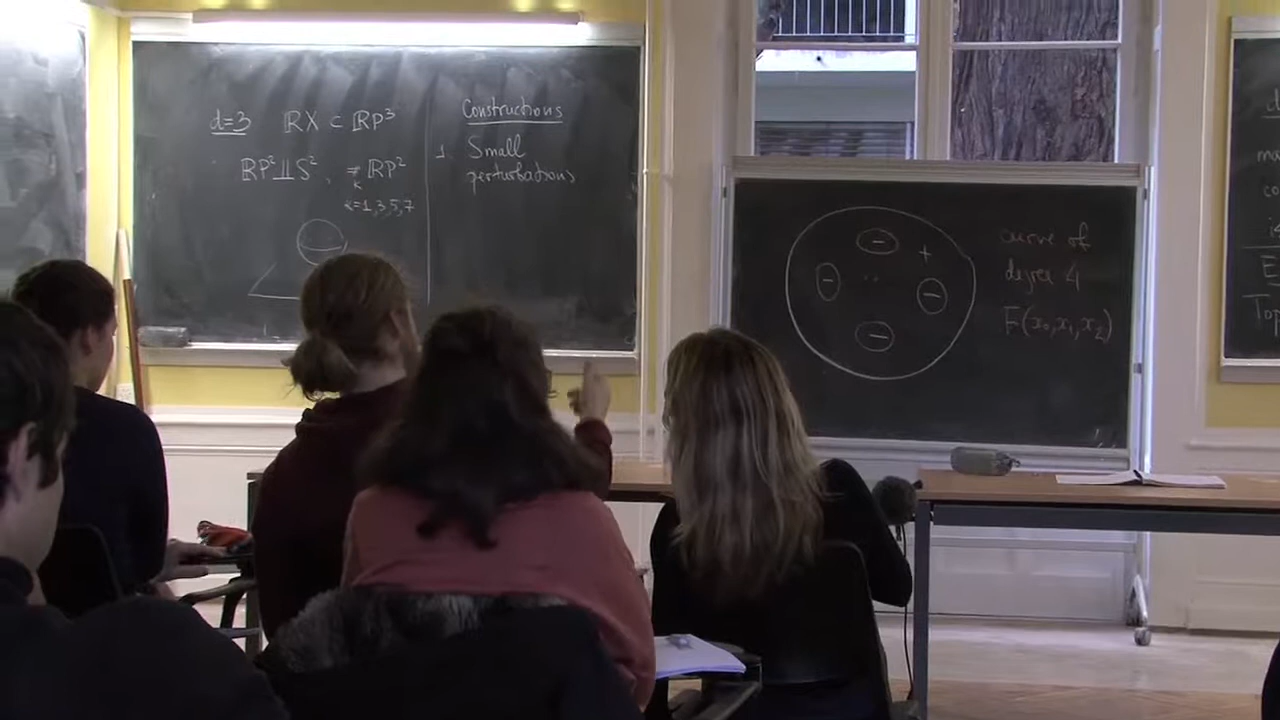 d=3 ℝX ⊂ ℝP³
ℝP²⊥⊥S², #ₖ ℝP²
k=1,3,5,7
Constructions
1. Small
perturbations
− +
− −
−
curve of
degree 4
F(x₀,x₁,x₂)
E
Top